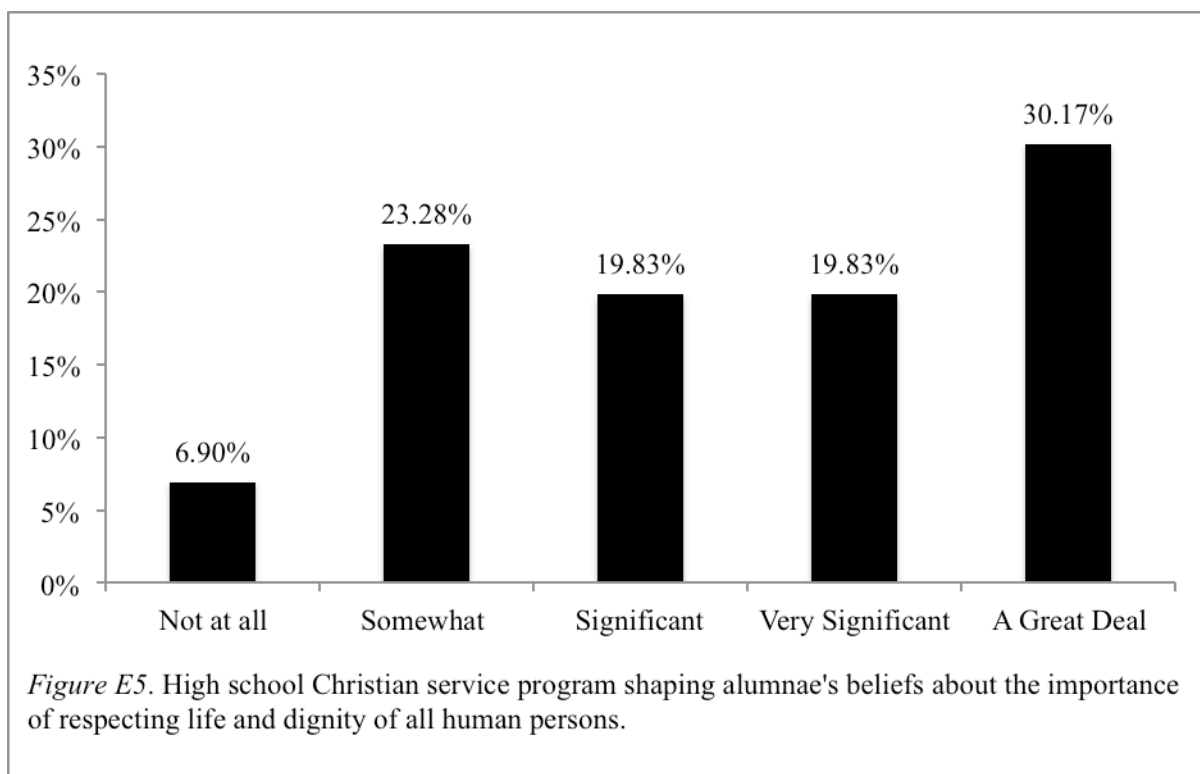 35%
30%
25%
20%
15%
10%
5%
0%
6.90%
23.28%
19.83%
19.83%
30.17%
Not at all
Somewhat
Significant
Very Significant
A Great Deal
Figure E5. High school Christian service program shaping alumnae's beliefs about the importance
of respecting life and dignity of all human persons.